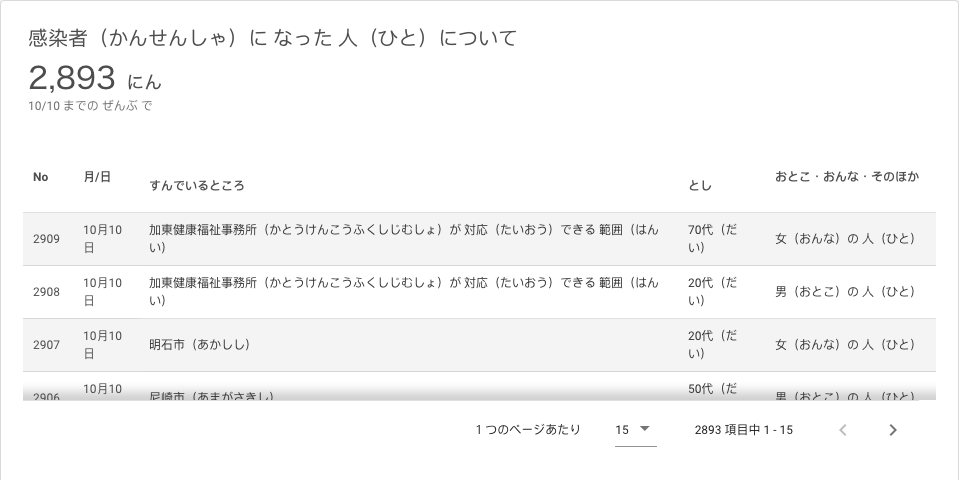 感染者（かんせんしゃ）に なった 人（ひと）について
2,893 にん
10/10 までの ぜんぶ で
No 月/日 すんでいるところ とし おとこ・おんな・そのほか
2909 10月10日 加東健康福祉事務所（かとうけんこうふくしじむしょ）が 対応（たいおう）できる 範囲（はんい） 70代（だい） 女（おんな）の 人（ひと）
2908 10月10日 加東健康福祉事務所（かとうけんこうふくしじむしょ）が 対応（たいおう）できる 範囲（はんい） 20代（だい） 男（おとこ）の 人（ひと）
2907 10月10日 明石市（あかしし） 20代（だい） 女（おんな）の 人（ひと）
2906 10月10 尼崎市（あまがさきし） 50代（だ 男（おとこ）の 人（ひと）
1 つのページあたり 15 2893 項目中 1 - 15